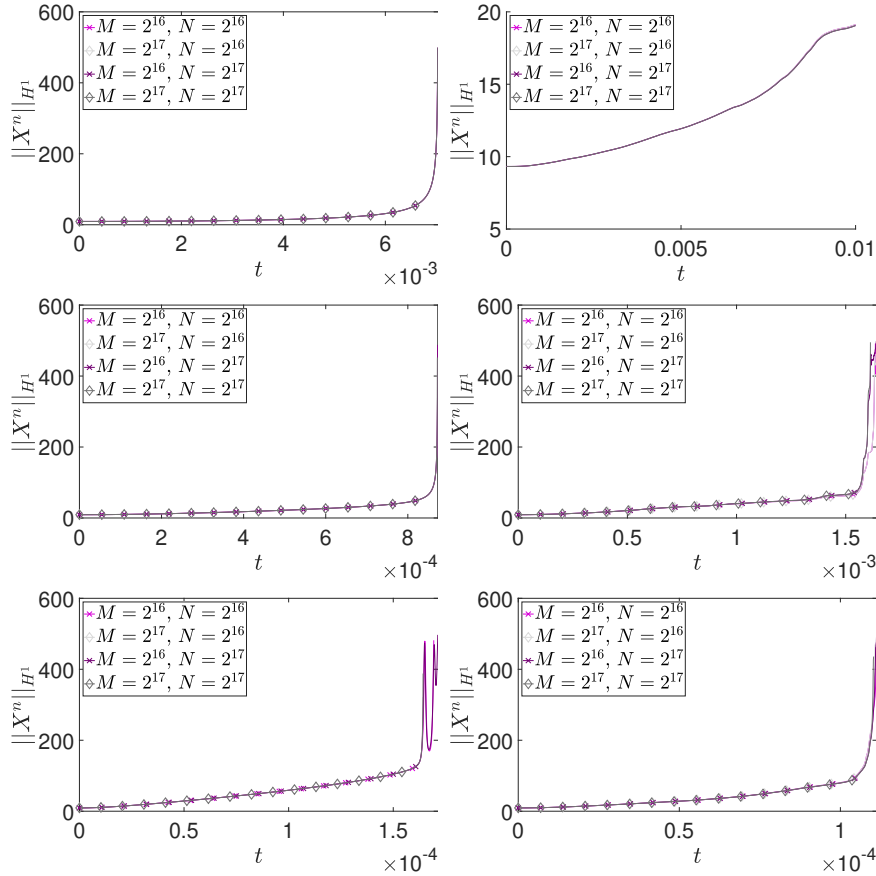 600
400
200
0
||X^n||_{H^1}
M = 2^{16}, N = 2^{16}
M = 2^{17}, N = 2^{16}
M = 2^{16}, N = 2^{17}
M = 2^{17}, N = 2^{17}
0 2 4 6
t
×10^{-3}
20
15
10
5
||X^n||_{H^1}
M = 2^{16}, N = 2^{16}
M = 2^{17}, N = 2^{16}
M = 2^{16}, N = 2^{17}
M = 2^{17}, N = 2^{17}
0 0.005 0.01
t
600
400
200
0
||X^n||_{H^1}
M = 2^{16}, N = 2^{16}
M = 2^{17}, N = 2^{16}
M = 2^{16}, N = 2^{17}
M = 2^{17}, N = 2^{17}
0 2 4 6 8
t
×10^{-4}
600
400
200
0
||X^n||_{H^1}
M = 2^{16}, N = 2^{16}
M = 2^{17}, N = 2^{16}
M = 2^{16}, N = 2^{17}
M = 2^{17}, N = 2^{17}
0 0.5 1 1.5
t
×10^{-3}
600
400
200
0
||X^n||_{H^1}
M = 2^{16}, N = 2^{16}
M = 2^{17}, N = 2^{16}
M = 2^{16}, N = 2^{17}
M = 2^{17}, N = 2^{17}
0 0.5 1 1.5
t
×10^{-4}
600
400
200
0
||X^n||_{H^1}
M = 2^{16}, N = 2^{16}
M = 2^{17}, N = 2^{16}
M = 2^{16}, N = 2^{17}
M = 2^{17}, N = 2^{17}
0 0.5 1
t
×10^{-4}